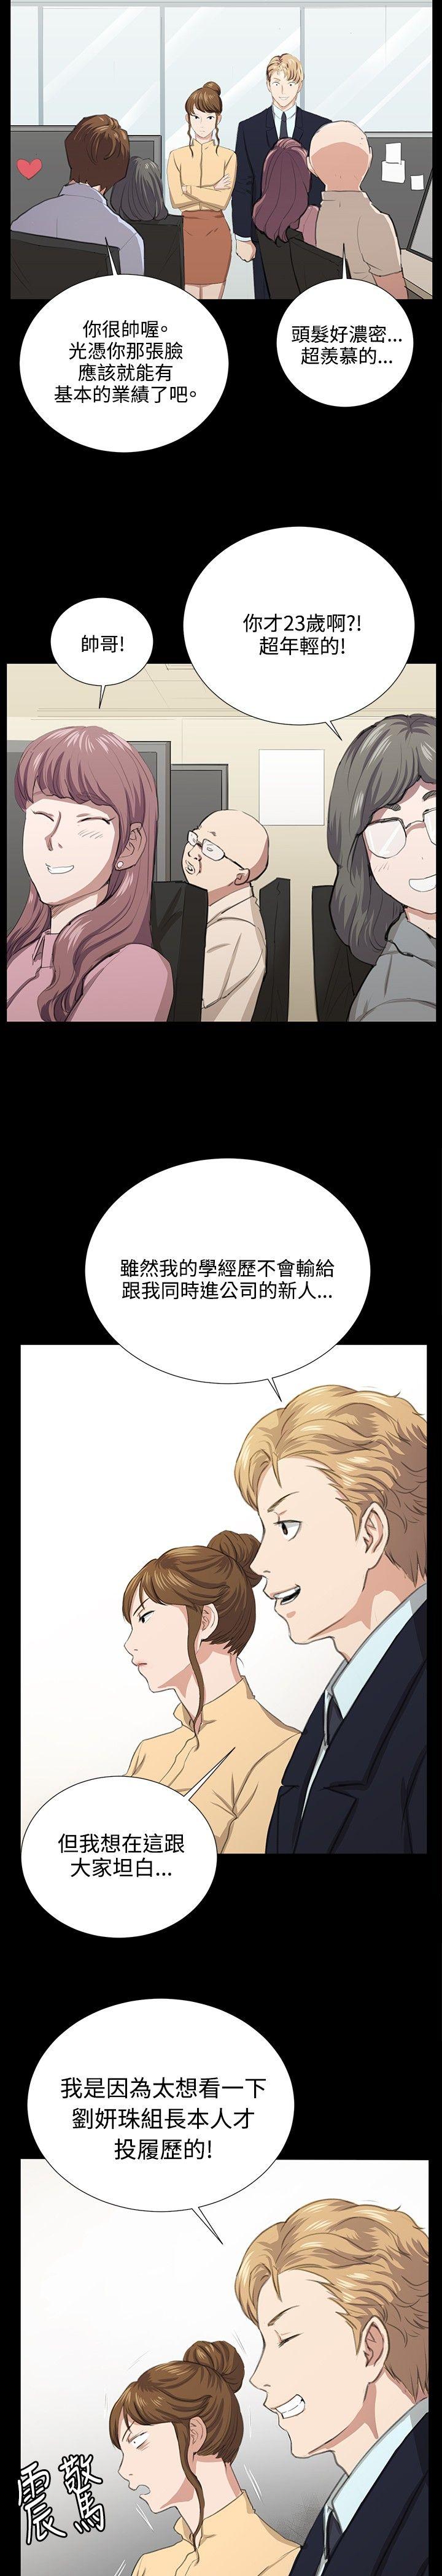 你很帥喔。
光憑你那張臉
應該就能有
基本的業績了吧。
頭髮好濃密...
超羨慕的...
帥哥!
你才23歲啊?!
超年輕的!
雖然我的學經歷不會輸給
跟我同時進公司的新人...
但我想在這跟
大家坦白...
我是因為太想看一下
劉妍珠組長本人才
投履歷的!
震驚